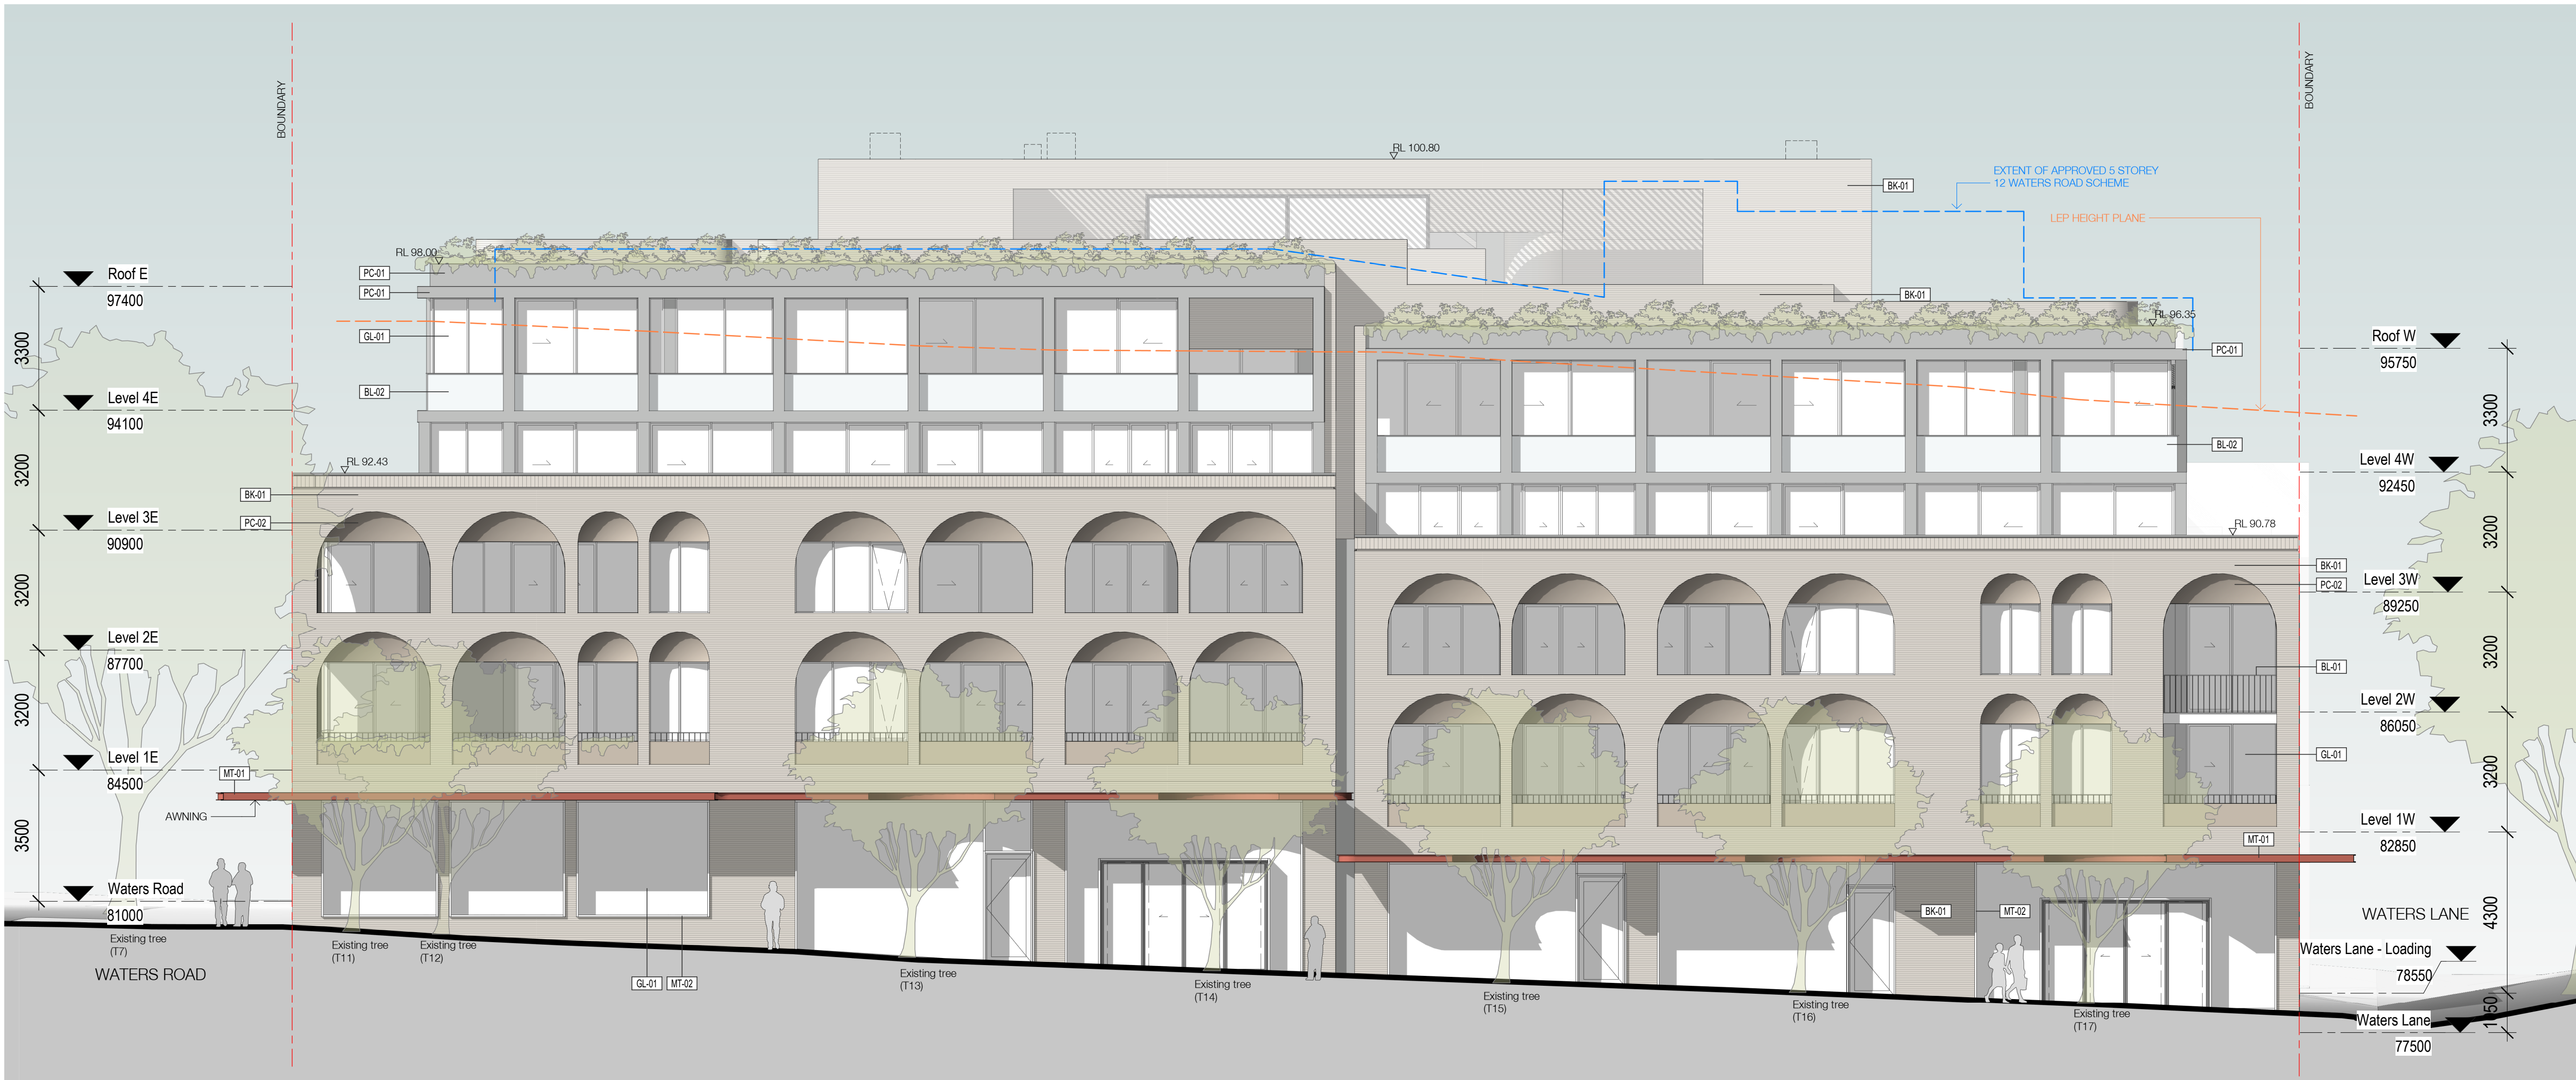 BOUNDARY
BOUNDARY
RL 100.80
EXTENT OF APPROVED 5 STOREY
12 WATERS ROAD SCHEME
BK-01
LEP HEIGHT PLANE
RL 98.00
PC-01
PC-01
GL-01
BL-02
BK-01
RL 96.35
PC-01
BL-02
RL 92.43
BK-01
PC-02
RL 90.78
BK-01
PC-02
BL-01
GL-01
MT-01
AWNING
MT-01
BK-01
MT-02
GL-01
MT-02
Roof E
97400
3300
Level 4E
94100
3200
Level 3E
90900
3200
Level 2E
87700
3200
Level 1E
84500
3500
Waters Road
81000
Roof W
95750
3300
Level 4W
92450
3200
Level 3W
89250
3200
Level 2W
86050
3200
Level 1W
82850
4300
WATERS LANE
Waters Lane - Loading
78550
1050
Waters Lane
77500
Existing tree
(T7)
WATERS ROAD
Existing tree
(T11)
Existing tree
(T12)
Existing tree
(T13)
Existing tree
(T14)
Existing tree
(T15)
Existing tree
(T16)
Existing tree
(T17)